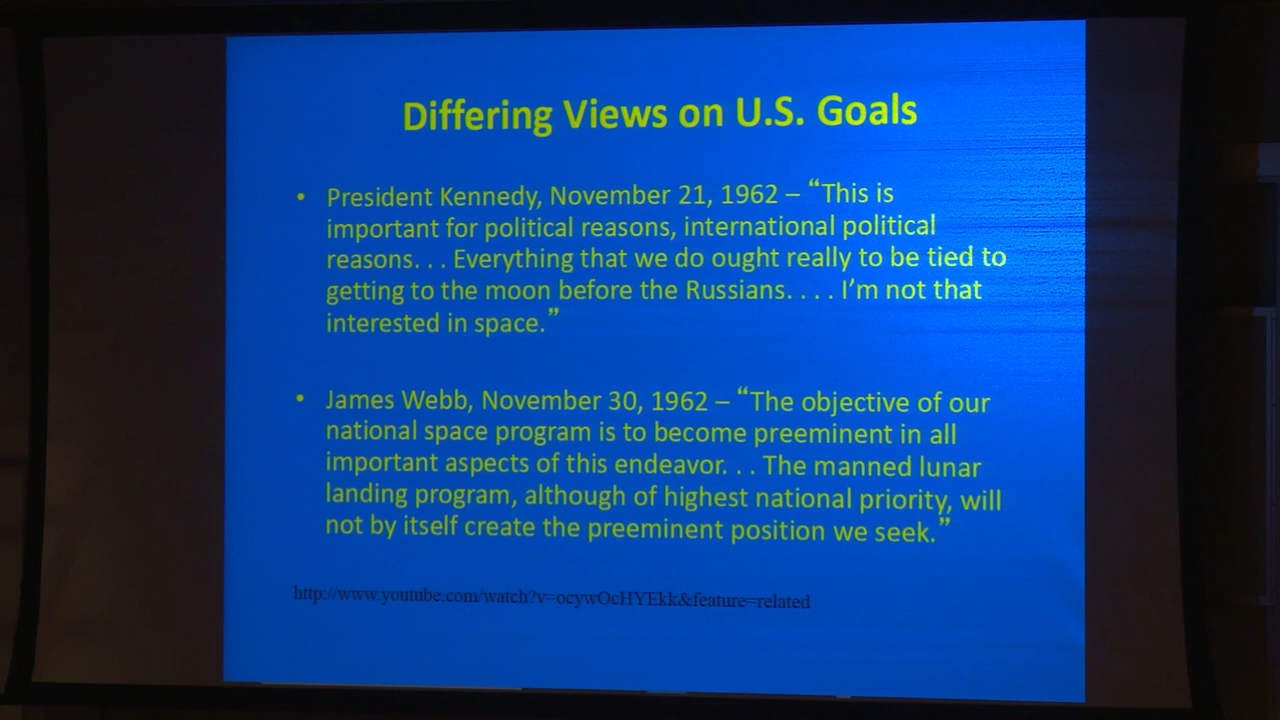 Differing Views on U.S. Goals
• President Kennedy, November 21, 1962 – “This is
important for political reasons, international political
reasons. . . Everything that we do ought really to be tied to
getting to the moon before the Russians. . . . I’m not that
interested in space.”
• James Webb, November 30, 1962 – “The objective of our
national space program is to become preeminent in all
important aspects of this endeavor. . . The manned lunar
landing program, although of highest national priority, will
not by itself create the preeminent position we seek.”
http://www.youtube.com/watch?v=ocywOcHYEkk&feature=related